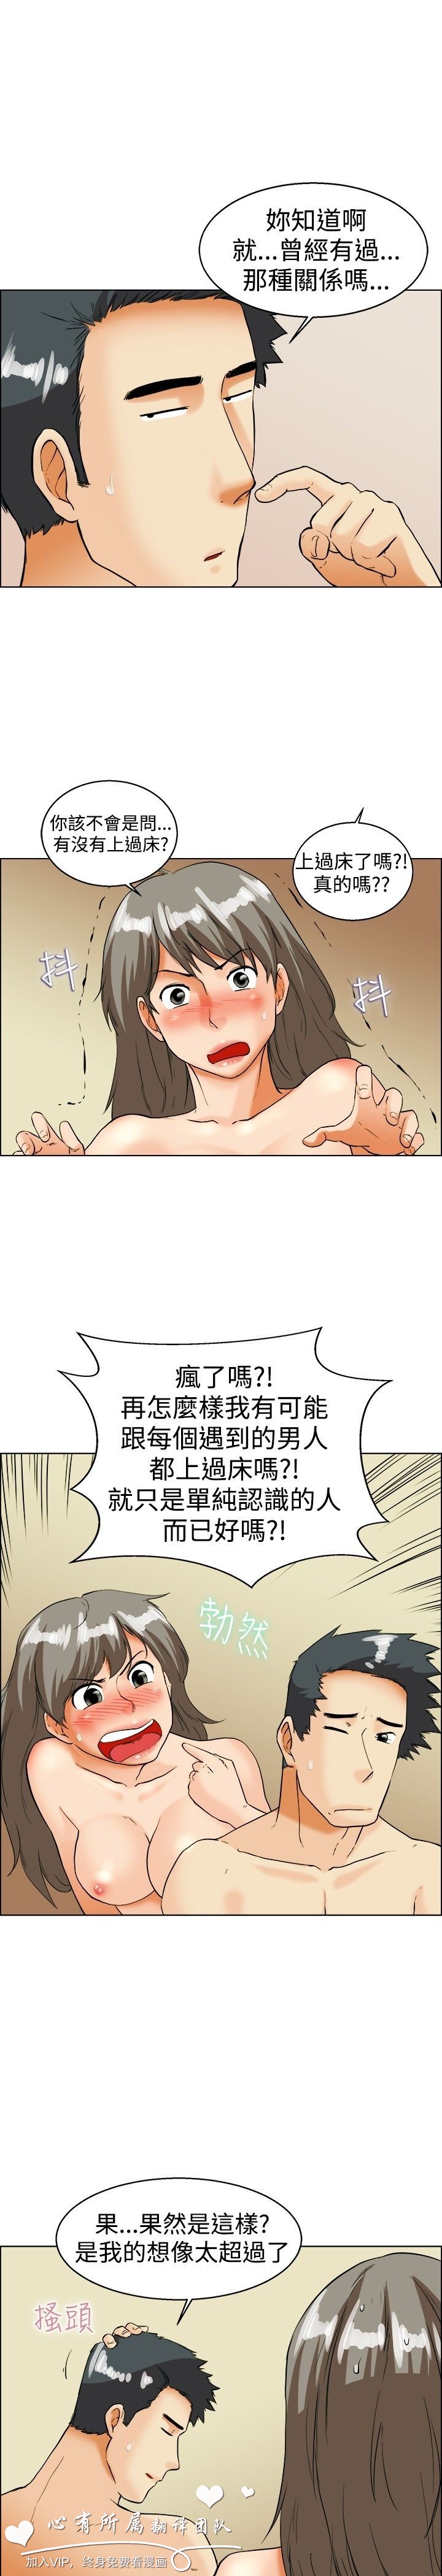 妳知道啊
就...曾經有過...
那種關係嗎...
你該不會是問...
有沒有上過床?
上過床了嗎?!
真的嗎??
抖
抖
瘋了嗎?!
再怎麼樣我有可能
跟每個遇到的男人
都上過床嗎?!
就只是單純認識的人
而已好嗎?!
勃然
果...果然是這樣?
是我的想像太超過了
搔頭
心有所属翻译团队
加入VIP，终身免费看漫画